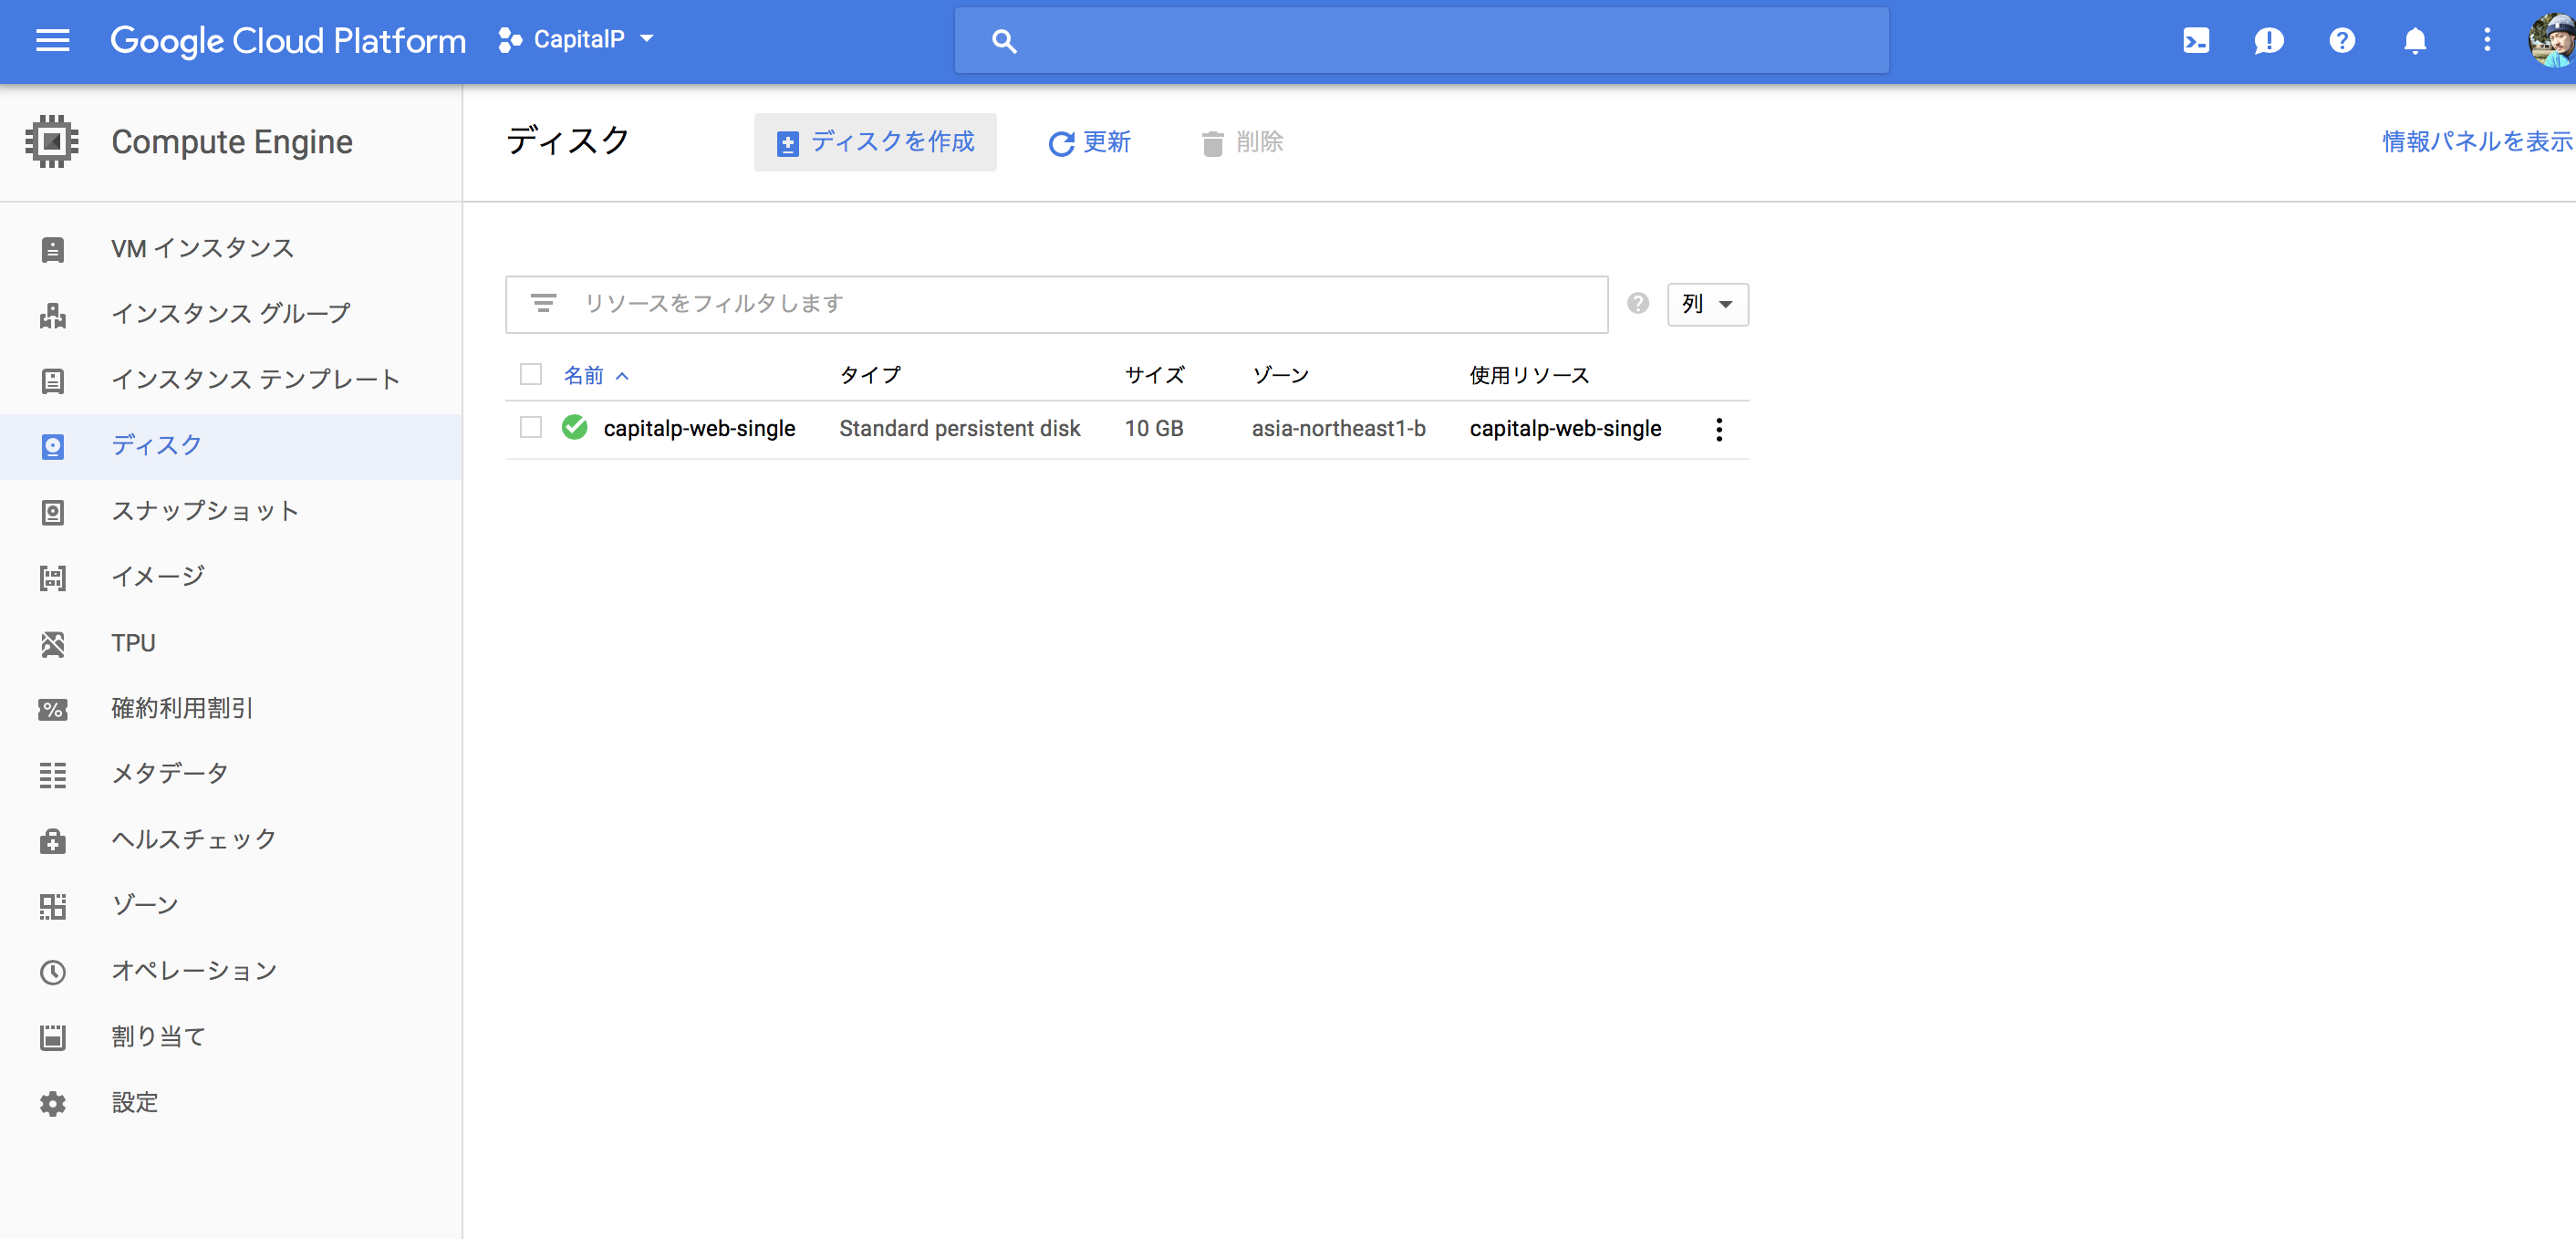 Google Cloud Platform CapitalP
Compute Engine
ディスク ディスクを作成 更新 削除 情報パネルを表示
VM インスタンス
インスタンス グループ
インスタンス テンプレート
ディスク
スナップショット
イメージ
TPU
確約利用割引
メタデータ
ヘルスチェック
ゾーン
オペレーション
割り当て
設定
リソースをフィルタします 列
名前 タイプ サイズ ゾーン 使用リソース
capitalp-web-single Standard persistent disk 10 GB asia-northeast1-b capitalp-web-single